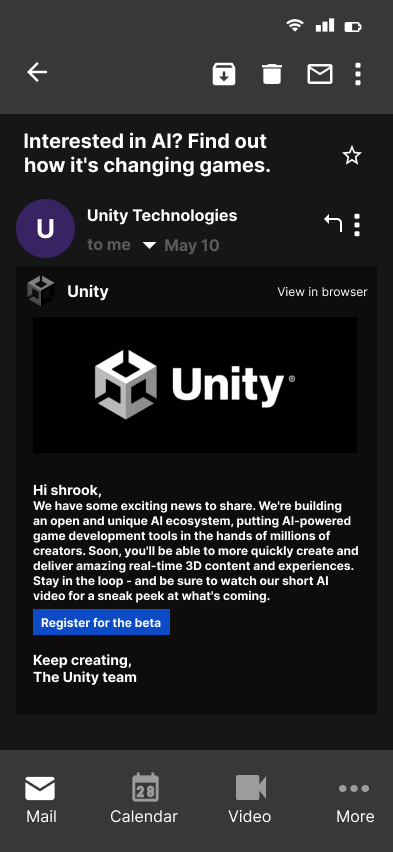 Interested in AI? Find out
how it's changing games.
U
Unity Technologies
to me May 10
Unity
View in browser
Unity®
Hi shrook,
We have some exciting news to share. We're building
an open and unique AI ecosystem, putting AI-powered
game development tools in the hands of millions of
creators. Soon, you'll be able to more quickly create and
deliver amazing real-time 3D content and experiences.
Stay in the loop - and be sure to watch our short AI
video for a sneak peek at what's coming.
Register for the beta
Keep creating,
The Unity team
28
Mail Calendar Video More